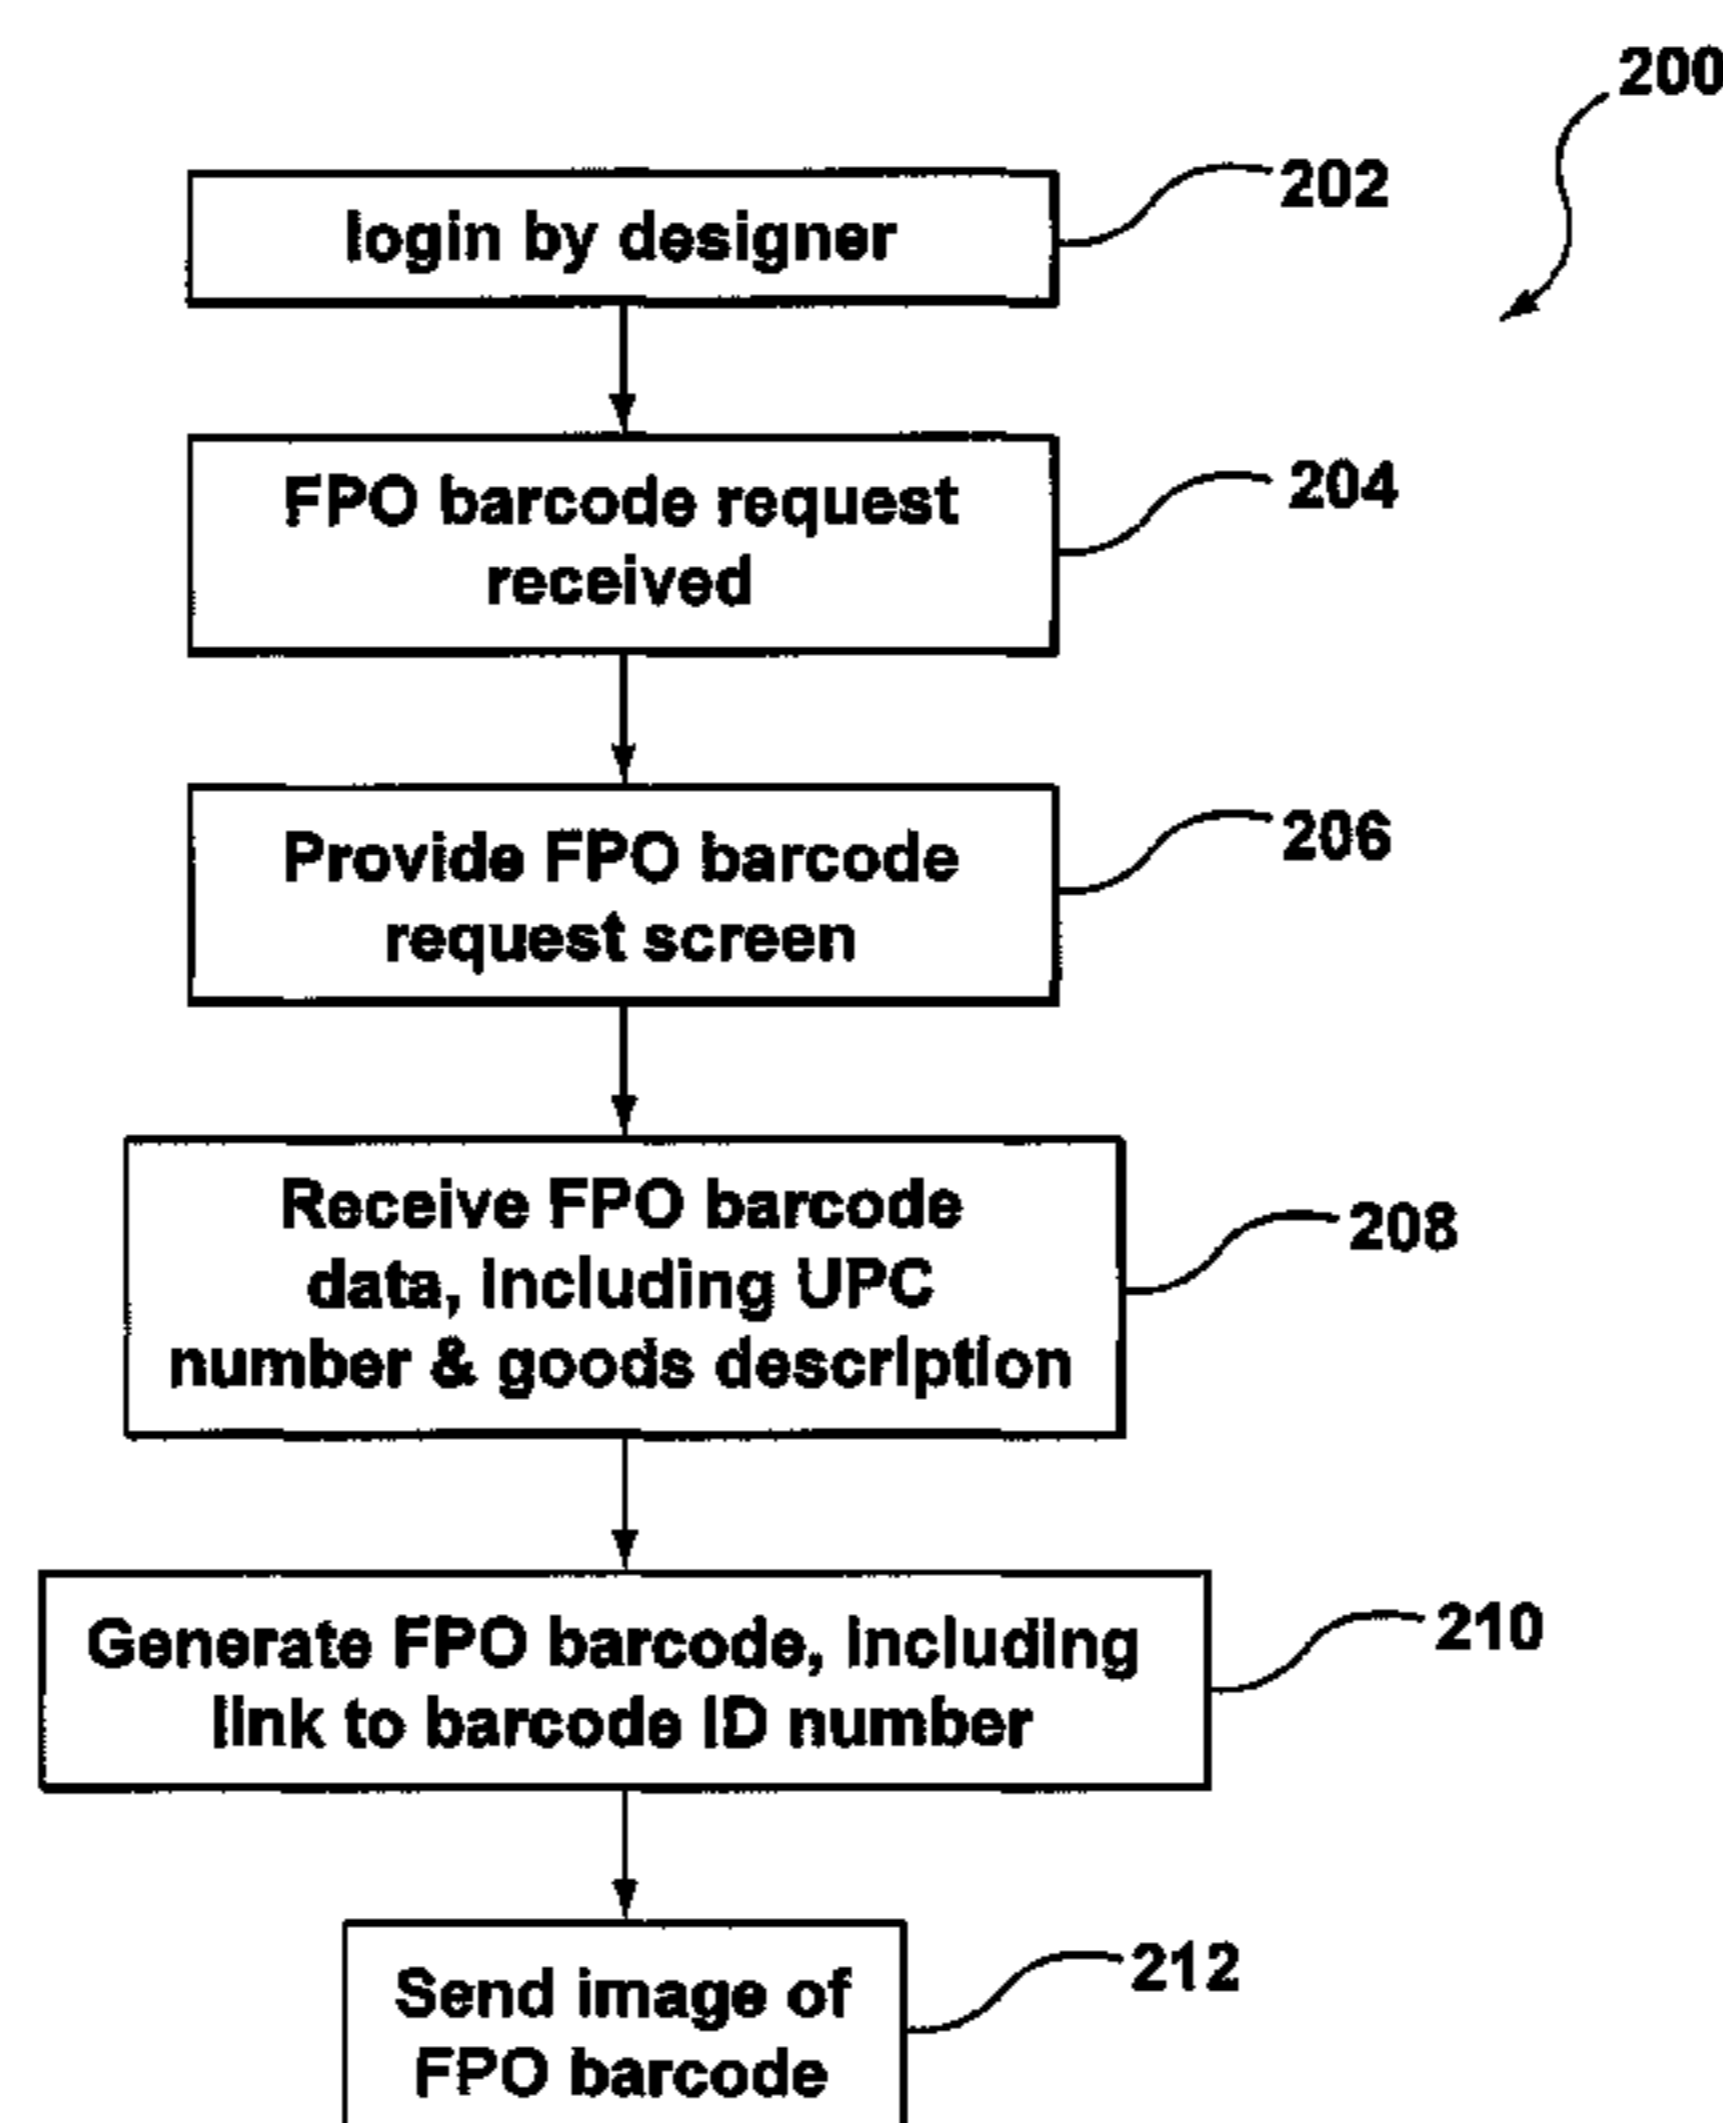 200
login by designer
202
FPO barcode request
received
204
Provide FPO barcode
request screen
206
Receive FPO barcode
data, including UPC
number & goods description
208
Generate FPO barcode, including
link to barcode ID number
210
Send image of
FPO barcode
212